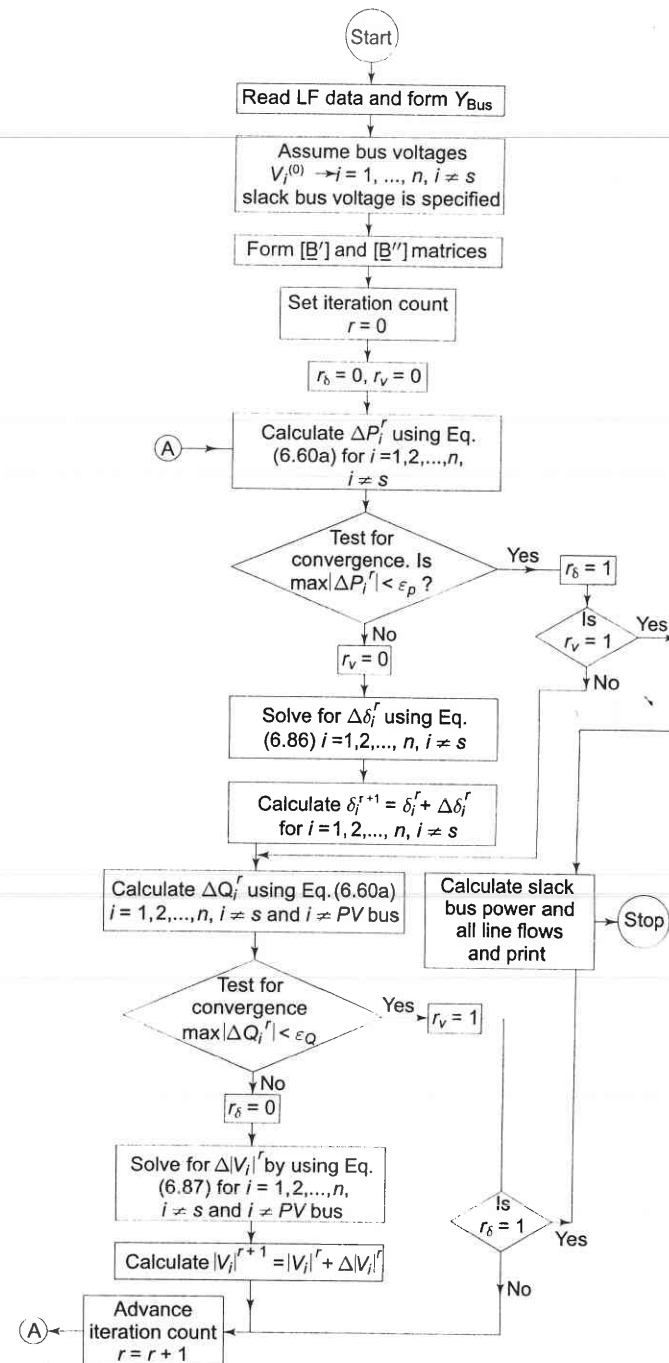 Start
Read LF data and form Y_Bus
Assume bus voltages
V_i^(0) → i = 1, ..., n, i ≠ s
slack bus voltage is specified
Form [B′] and [B″] matrices
Set iteration count
r = 0
r_δ = 0, r_v = 0
A
Calculate ΔP_i^r using Eq.
(6.60a) for i =1,2,...,n,
i ≠ s
Test for
convergence. Is
max|ΔP_i^r| < ε_p ?
Yes
r_δ = 1
Is
r_v = 1
Yes
No
No
r_v = 0
Solve for Δδ_i^r using Eq.
(6.86) i =1,2,..., n, i ≠ s
Calculate δ_i^r+1 = δ_i^r + Δδ_i^r
for i = 1, 2,..., n, i ≠ s
Calculate ΔQ_i^r using Eq.(6.60a)
i = 1,2,...,n, i ≠ s and i ≠ PV bus
Calculate slack
bus power and
all line flows
and print
Stop
Test for
convergence
max|ΔQ_i^r| < ε_Q
Yes
r_v = 1
No
r_δ = 0
Solve for Δ|V_i|^r by using Eq.
(6.87) for i = 1,2,...,n,
i ≠ s and i ≠ PV bus
Is
r_δ = 1
Yes
No
Calculate |V_i|^r+1 = |V_i|^r + Δ|V_i|^r
Advance
iteration count
r = r + 1
A